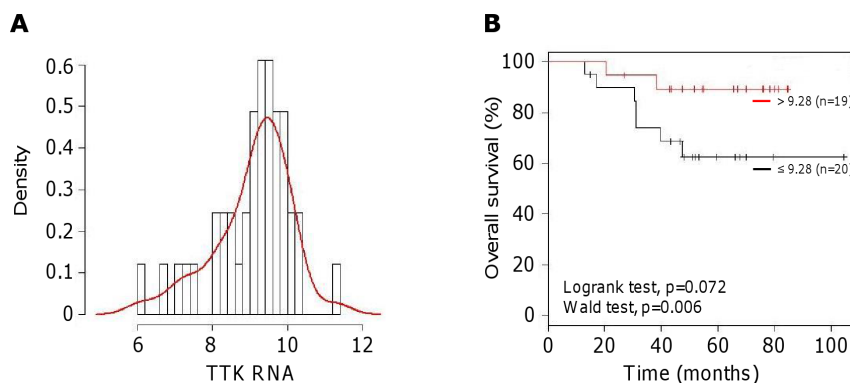 A
0.6
0.5
0.4
0.3
0.2
0.1
0
Density
6 8 10 12
TTK RNA
B
100
80
60
40
20
0
Overall survival (%)
> 9.28 (n=19)
≤ 9.28 (n=20)
Logrank test, p=0.072
Wald test, p=0.006
0 20 40 60 80 100
Time (months)